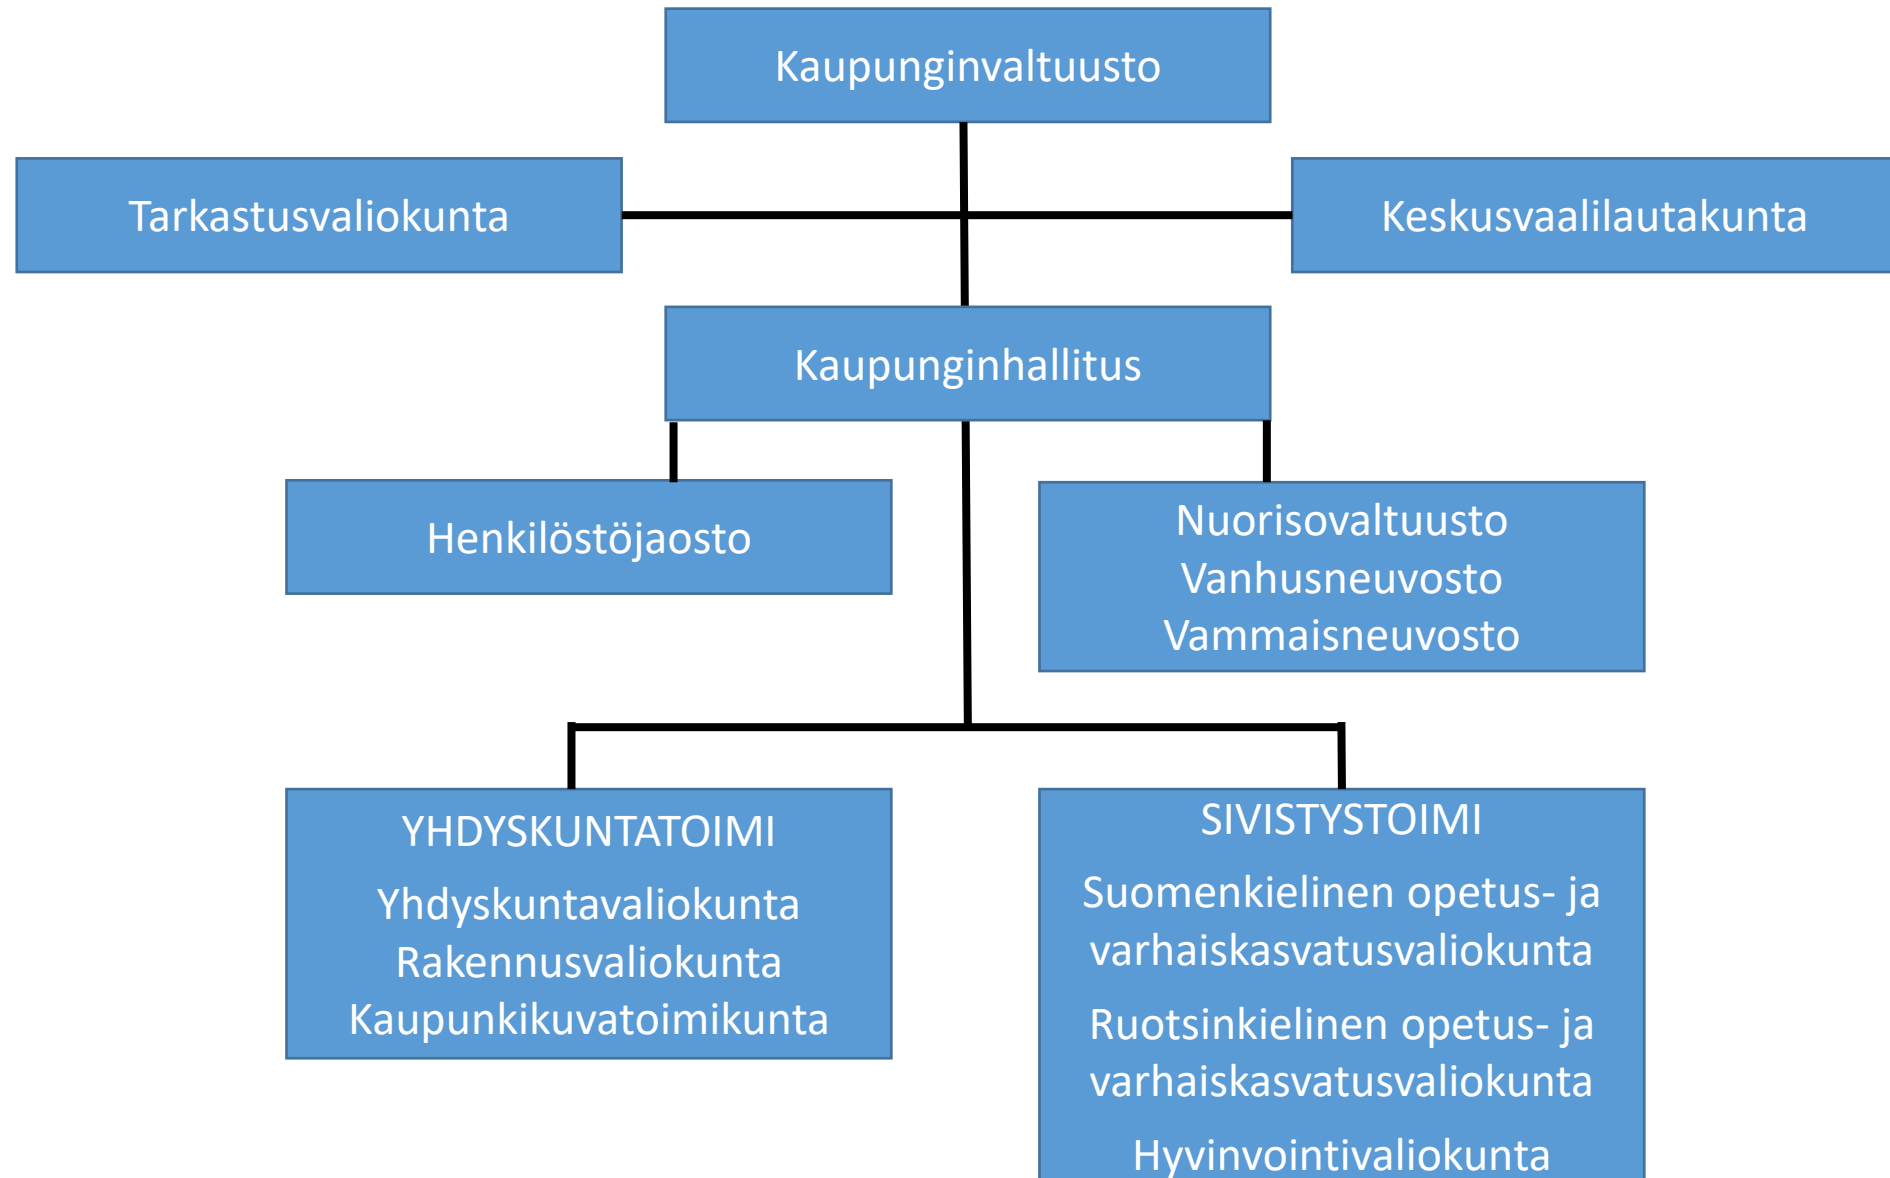 Kaupunginvaltuusto
Tarkastusvaliokunta
Keskusvaalilautakunta
Kaupunginhallitus
Henkilöstöjaosto
Nuorisovaltuusto
Vanhusneuvosto
Vammaisneuvosto
YHDYSKUNTATOIMI
Yhdyskuntavaliokunta
Rakennusvaliokunta
Kaupunkikuvatoimikunta
SIVISTYSTOIMI
Suomenkielinen opetus- ja
varhaiskasvatusvaliokunta
Ruotsinkielinen opetus- ja
varhaiskasvatusvaliokunta
Hyvinvointivaliokunta